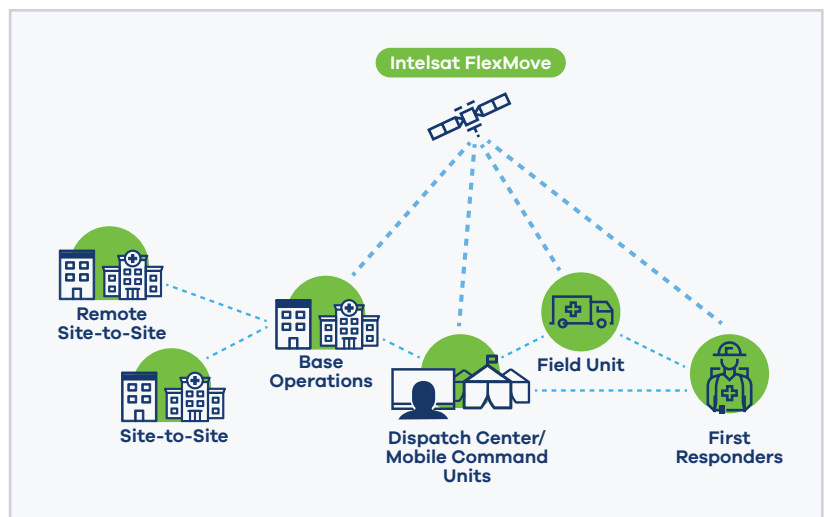 Intelsat FlexMove
Remote
Site-to-Site
Base
Operations
Site-to-Site
Field Unit
Dispatch Center/
Mobile Command
Units
First
Responders